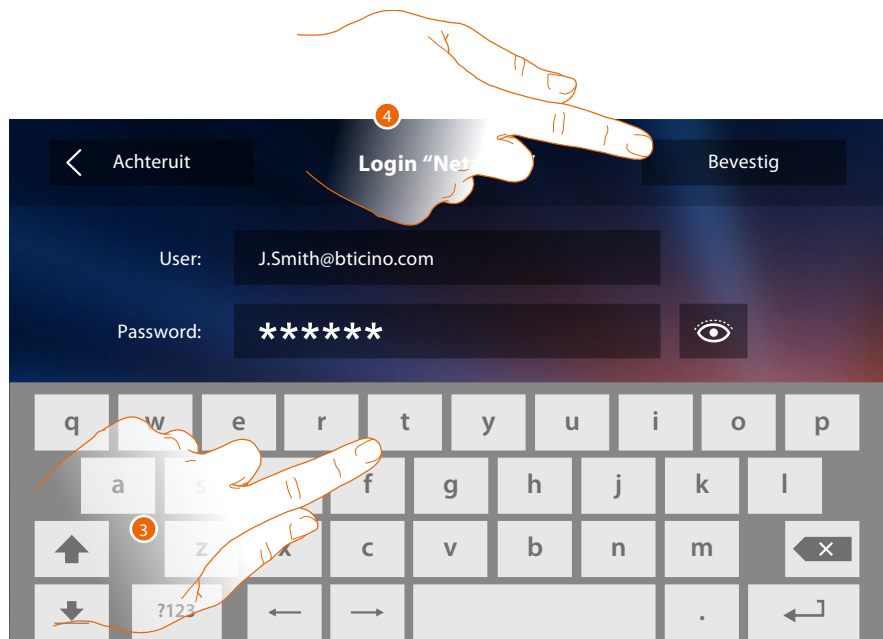 4
Achteruit
Login “Net
Bevestig
User:
J.Smith@bticino.com
Password:
******
q w e r t y u i o p
a s f g h j k l
3
z x c v b n m
?123 .